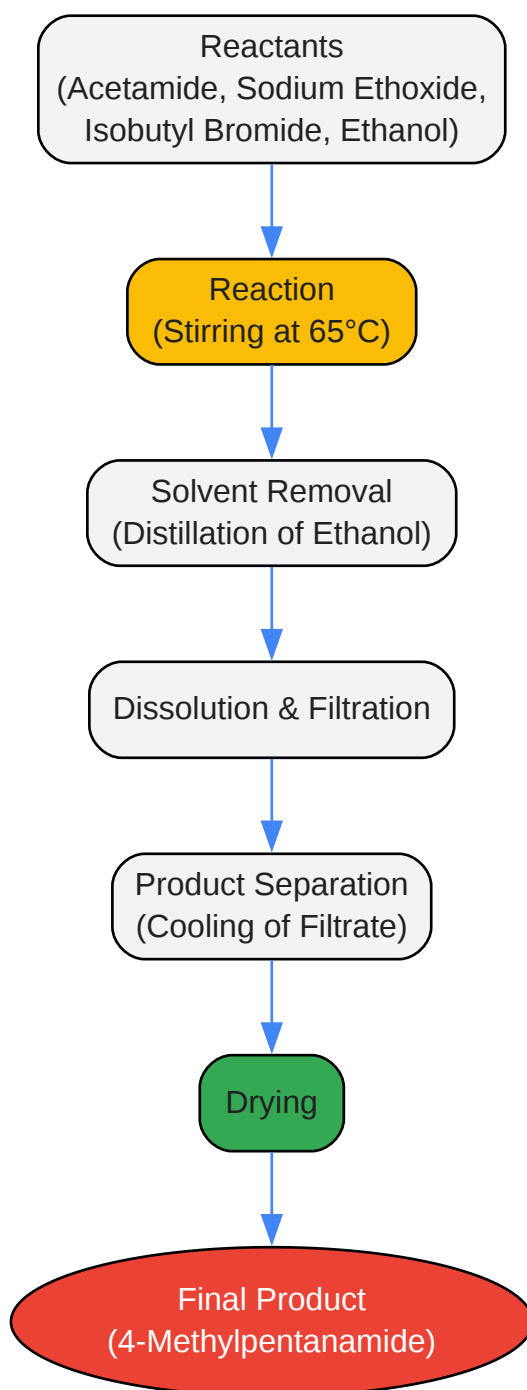 Reactants
(Acetamide, Sodium Ethoxide,
Isobutyl Bromide, Ethanol)
Reaction
(Stirring at 65°C)
Solvent Removal
(Distillation of Ethanol)
Dissolution & Filtration
Product Separation
(Cooling of Filtrate)
Drying
Final Product
(4-Methylpentanamide)